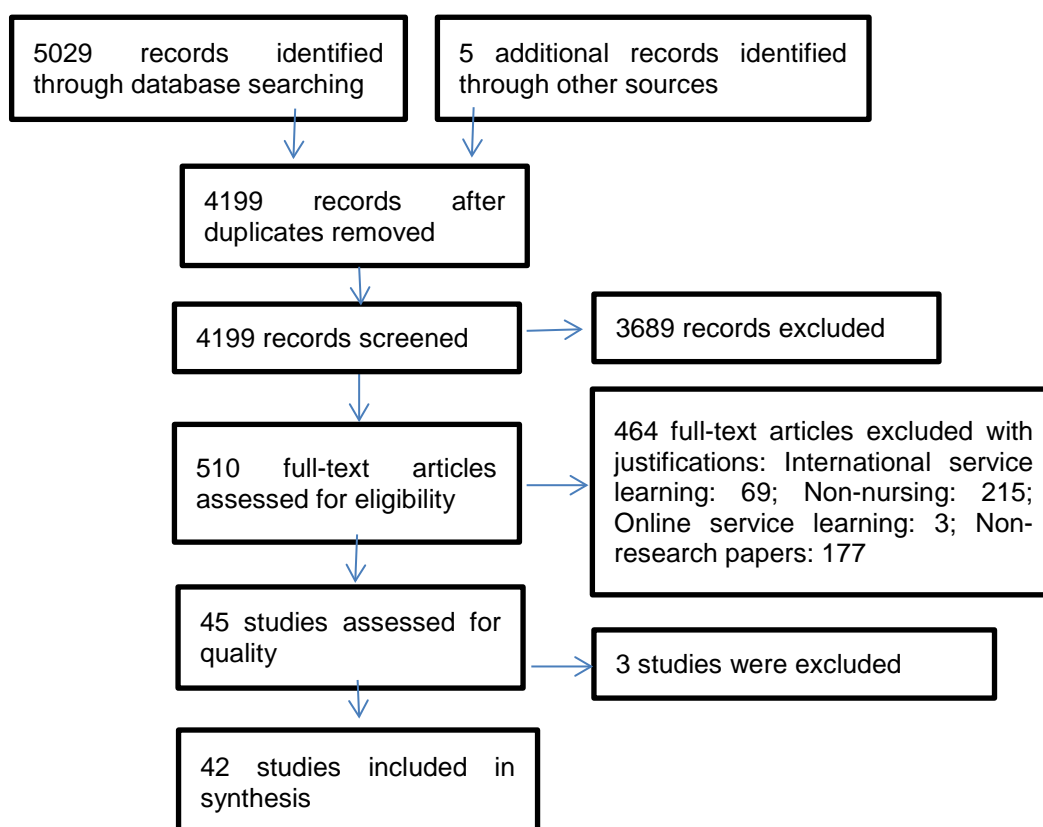 5029 records identified
through database searching
5 additional records identified
through other sources
4199 records after
duplicates removed
4199 records screened
3689 records excluded
510 full-text articles
assessed for eligibility
464 full-text articles excluded with
justifications: International service
learning: 69; Non-nursing: 215;
Online service learning: 3; Non-
research papers: 177
45 studies assessed for
quality
3 studies were excluded
42 studies included in
synthesis